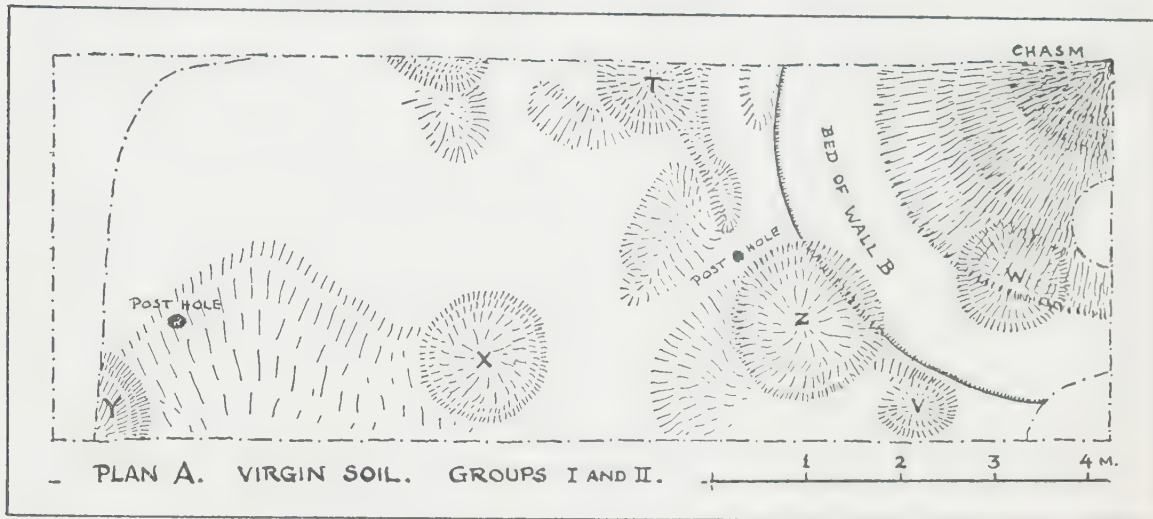 CHASM
T
BED OF WALL B
POST HOLE
W
POST HOLE
Z
X
Y
V
PLAN A. VIRGIN SOIL. GROUPS I AND II.
1 2 3 4 M.